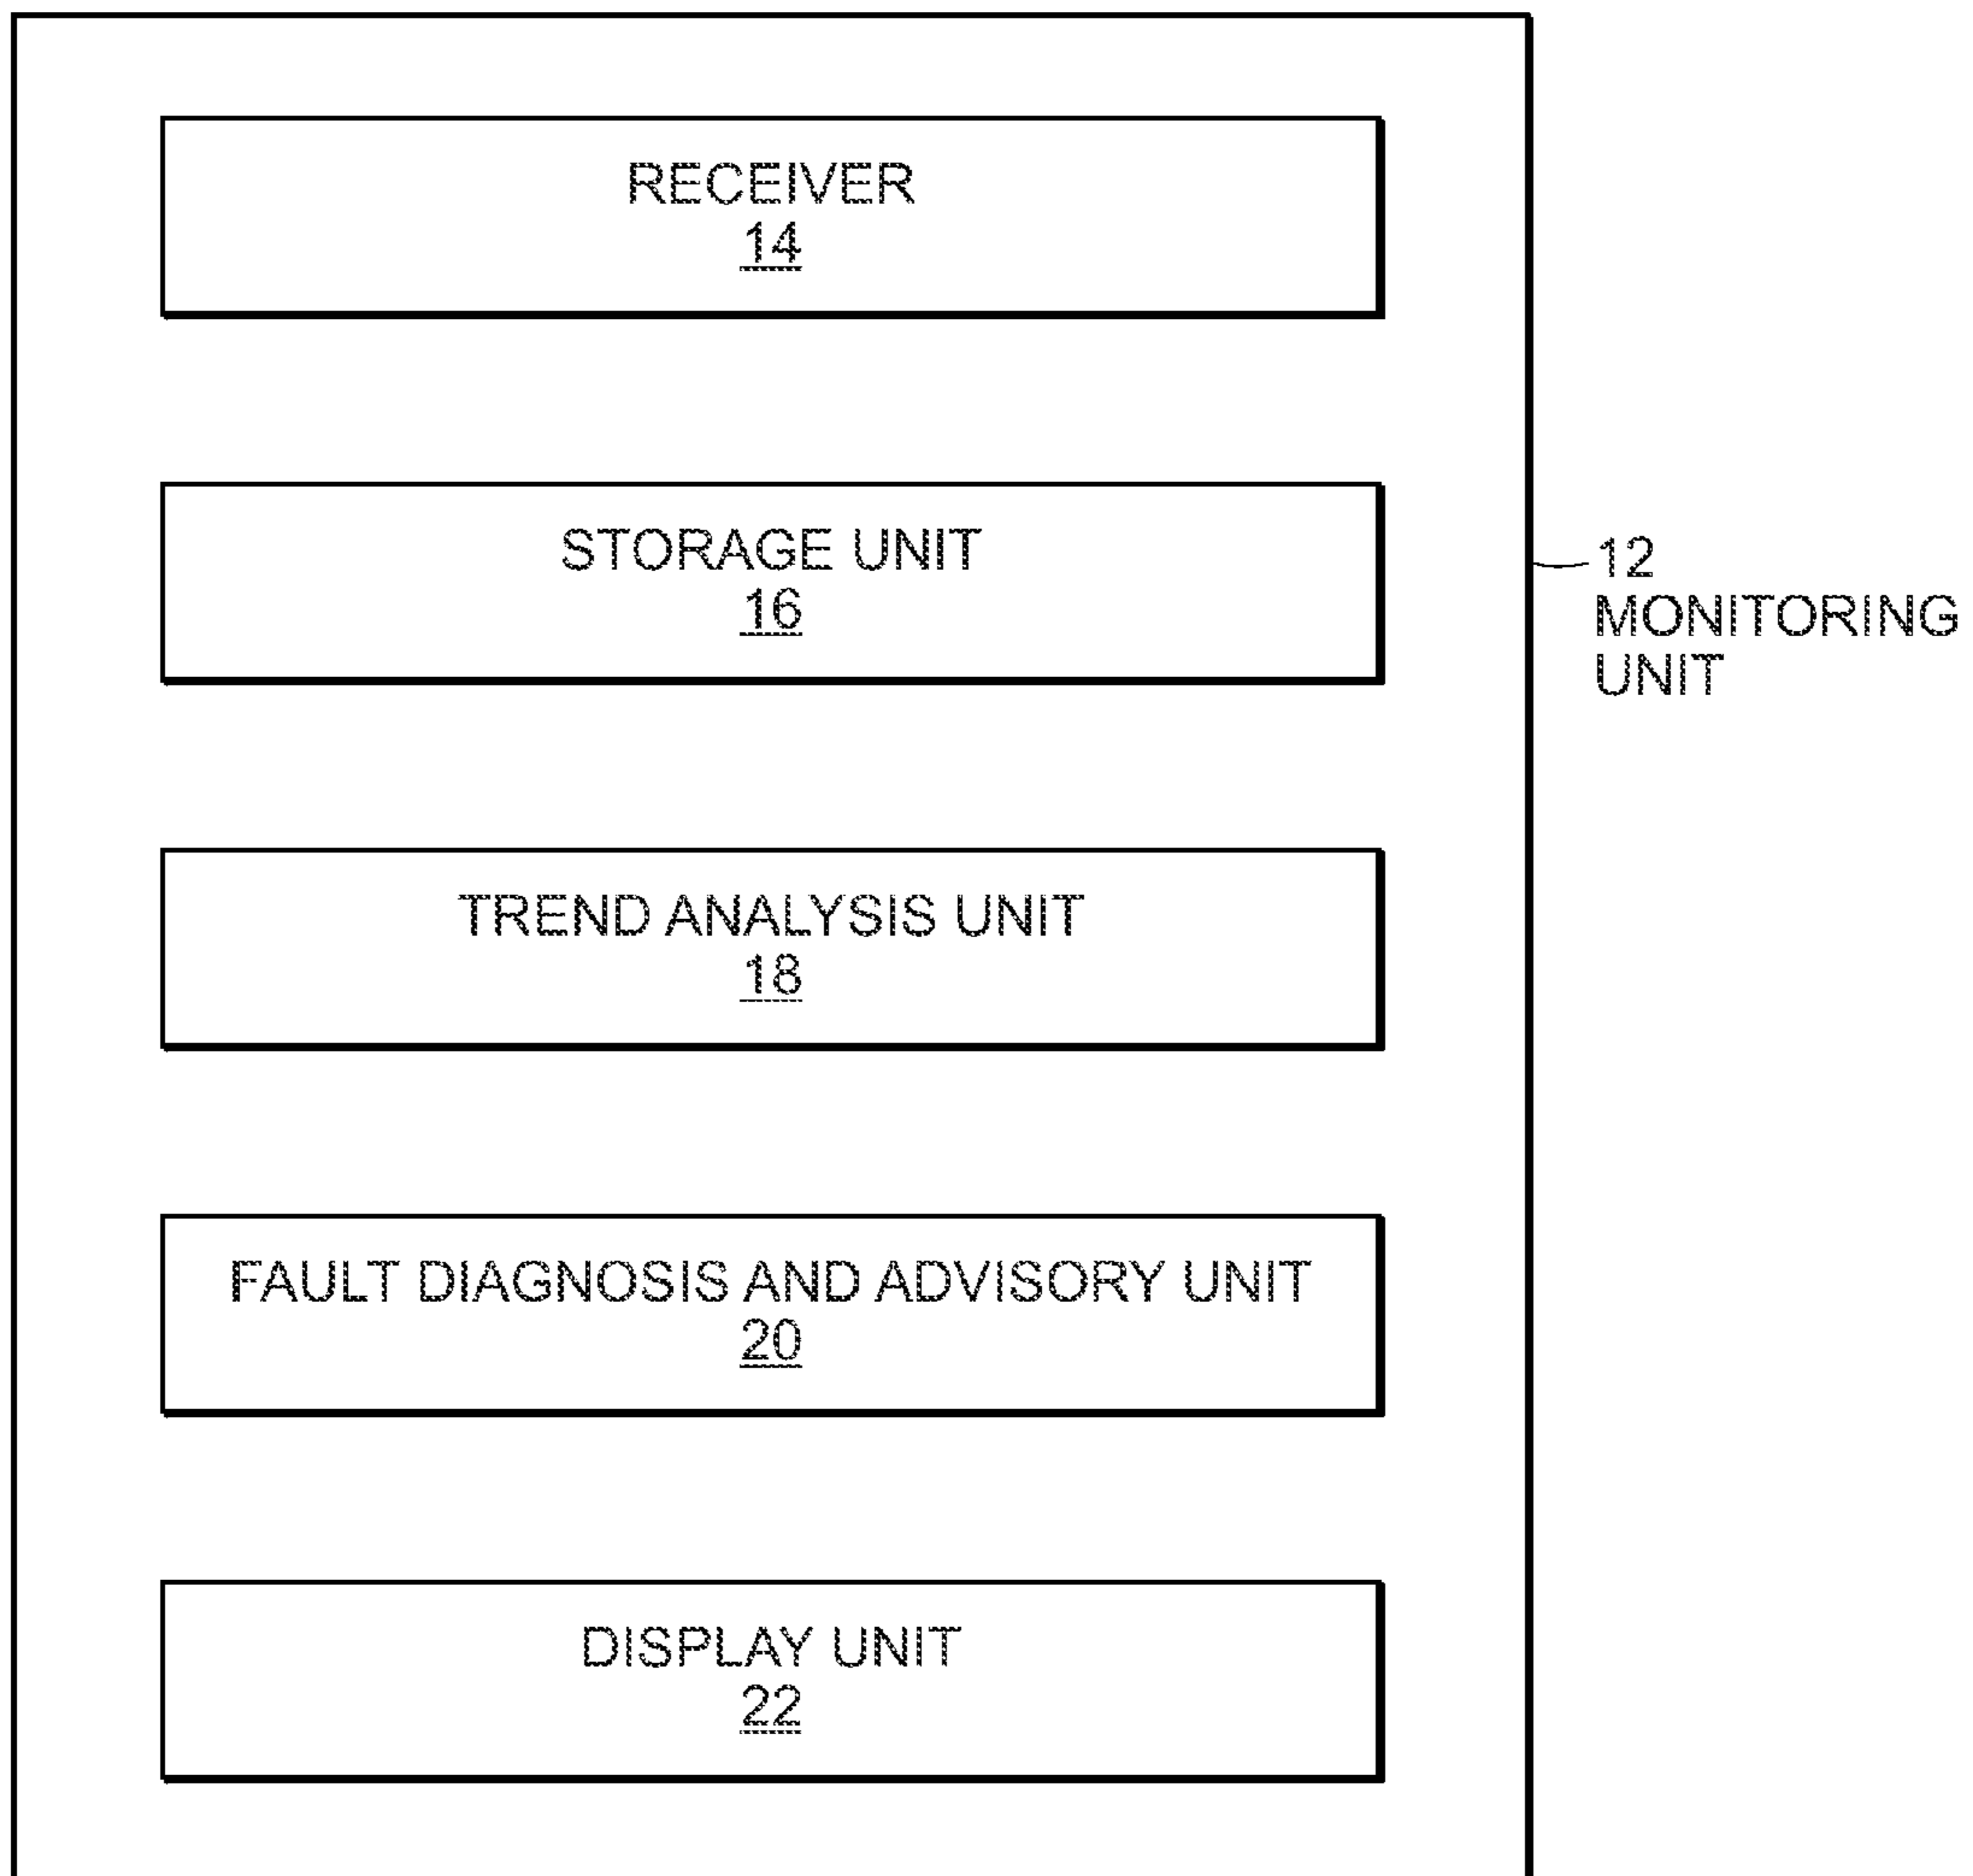 RECEIVER
14
STORAGE UNIT
16
12
MONITORING
UNIT
TREND ANALYSIS UNIT
18
FAULT DIAGNOSIS AND ADVISORY UNIT
20
DISPLAY UNIT
22